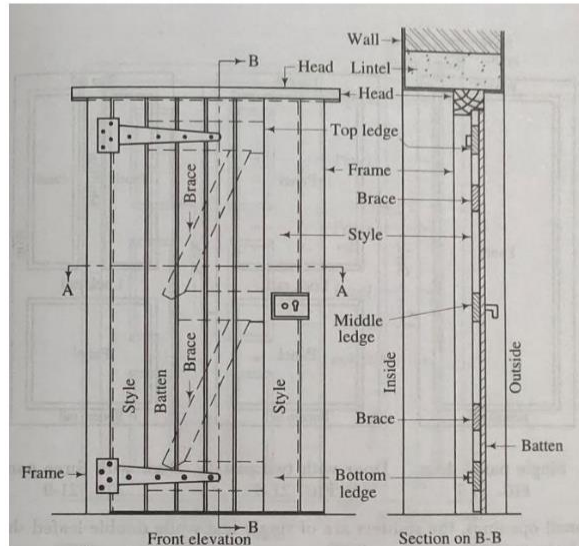 B
Head
Wall
Lintel
Head
Top ledge
Frame
Brace
Brace
Style
A
A
Middle
ledge
Style
Batten
Brace
Style
Inside
Outside
Brace
Batten
Frame
Bottom
ledge
B
Front elevation
Section on B-B